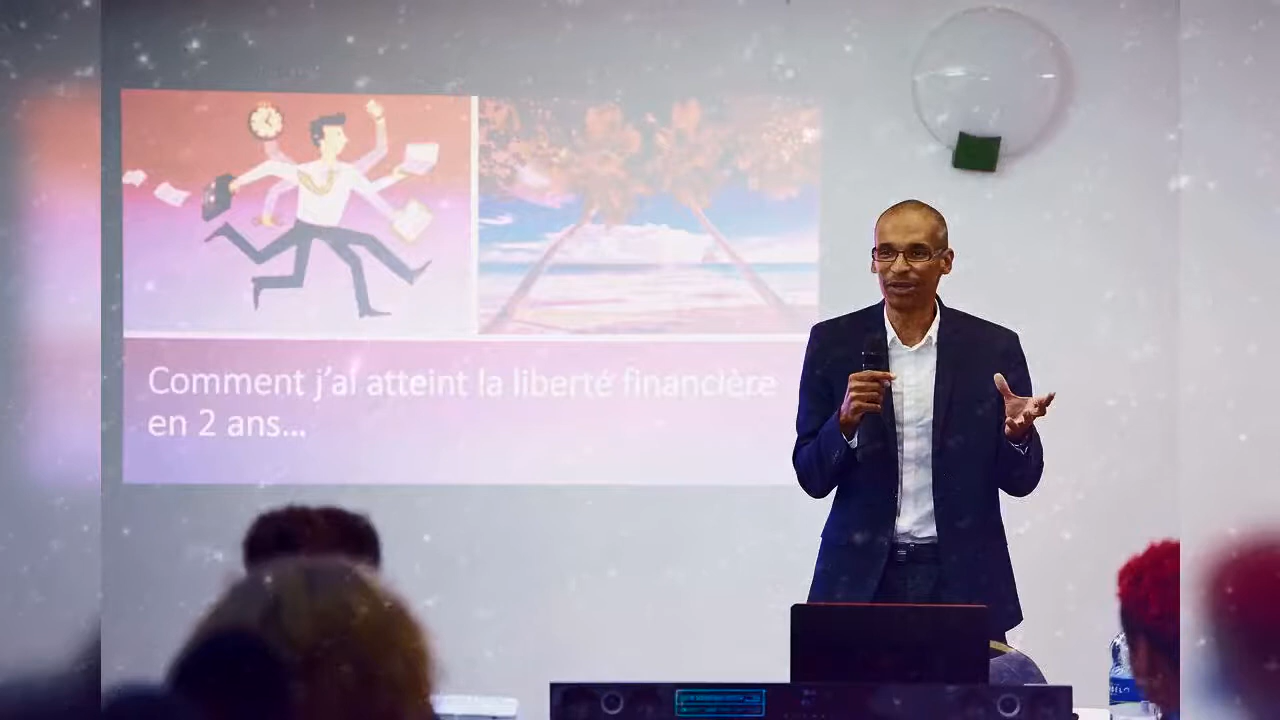 Comment j'ai atteint la liberté financière
en 2 ans...